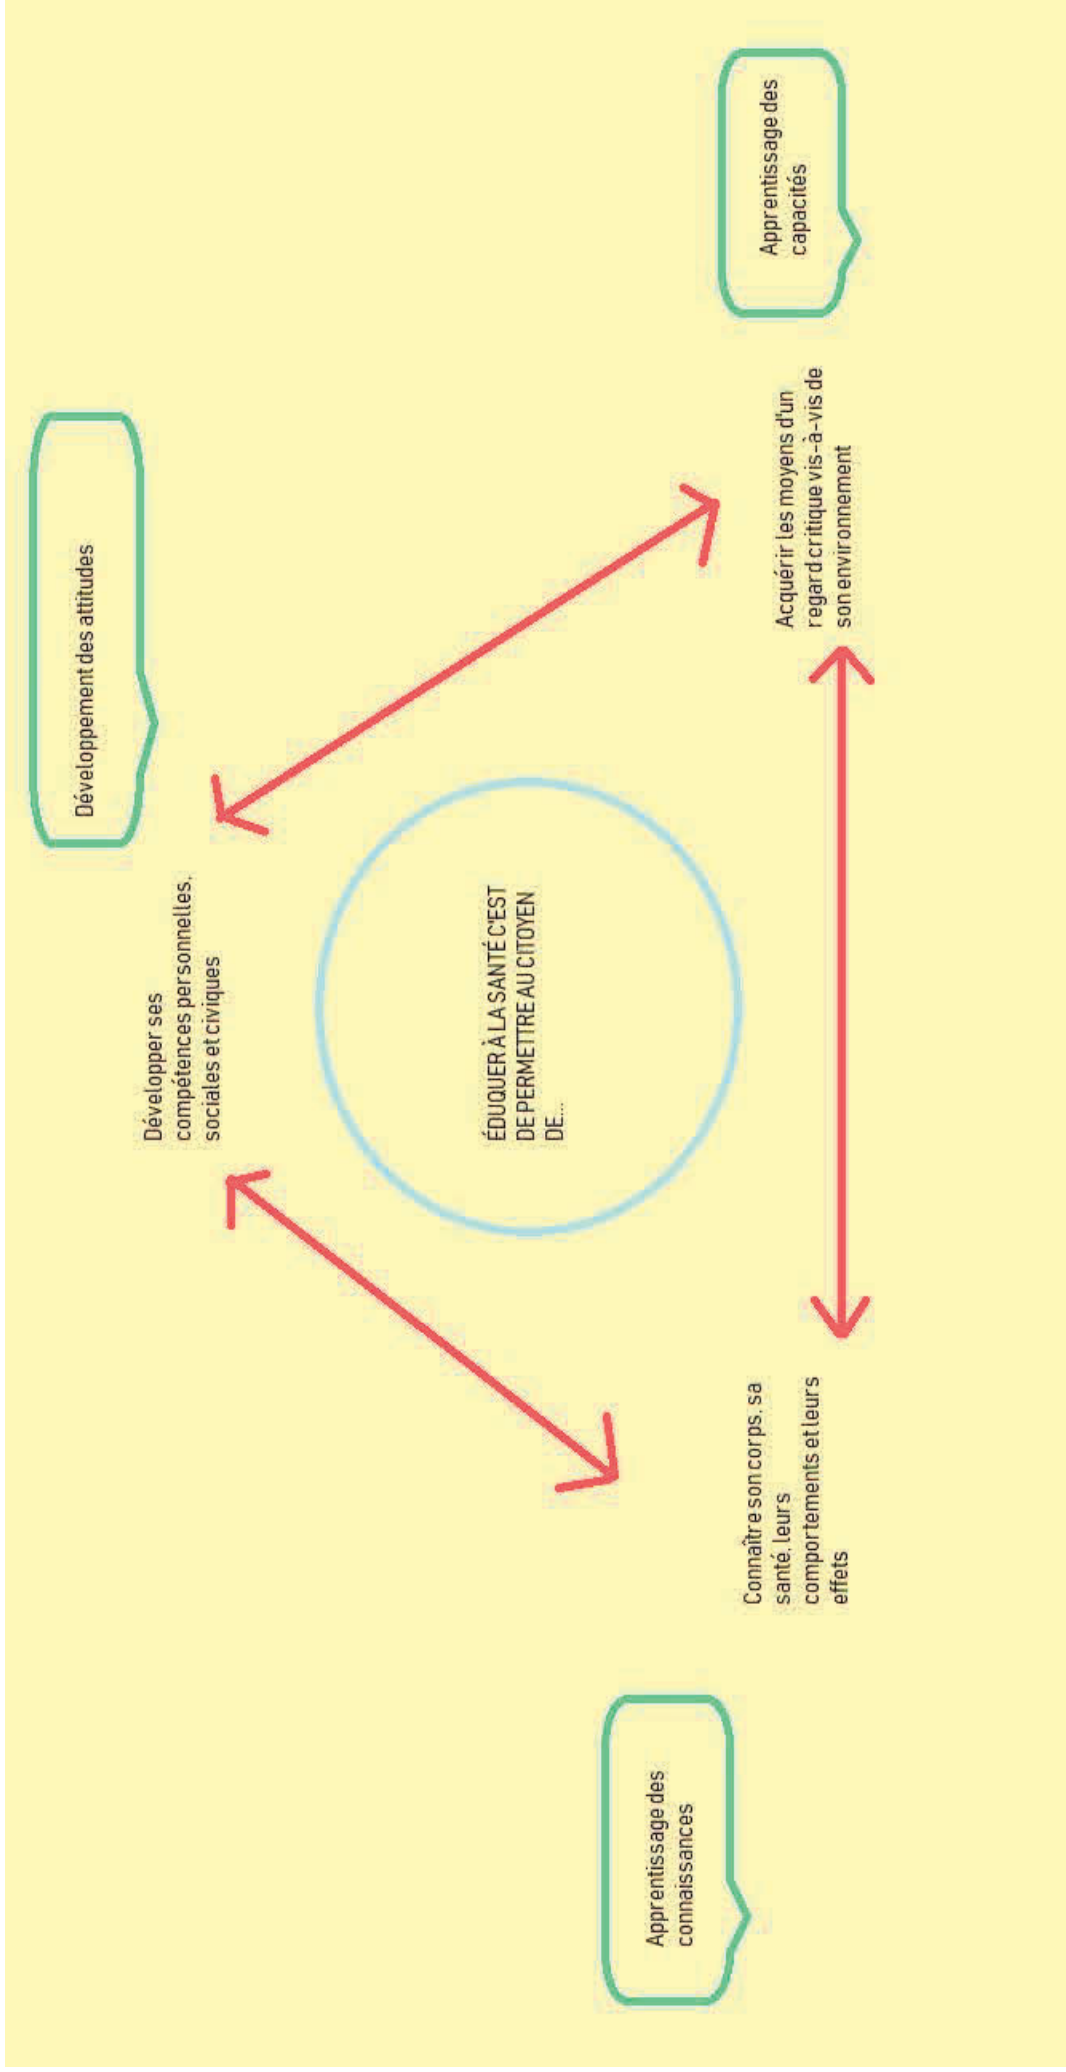 Développement des attitudes
Développer ses
compétences personnelles,
sociales et civiques
ÉDUQUER À LA SANTÉ C'EST
DE PERMETTRE AU CITOYEN
DE...
Apprentissage des
connaissances
Connaître son corps, sa
santé, leurs
comportements et leurs
effets
Apprentissage des
capacités
Acquérir les moyens d'un
regard critique vis-à-vis de
son environnement